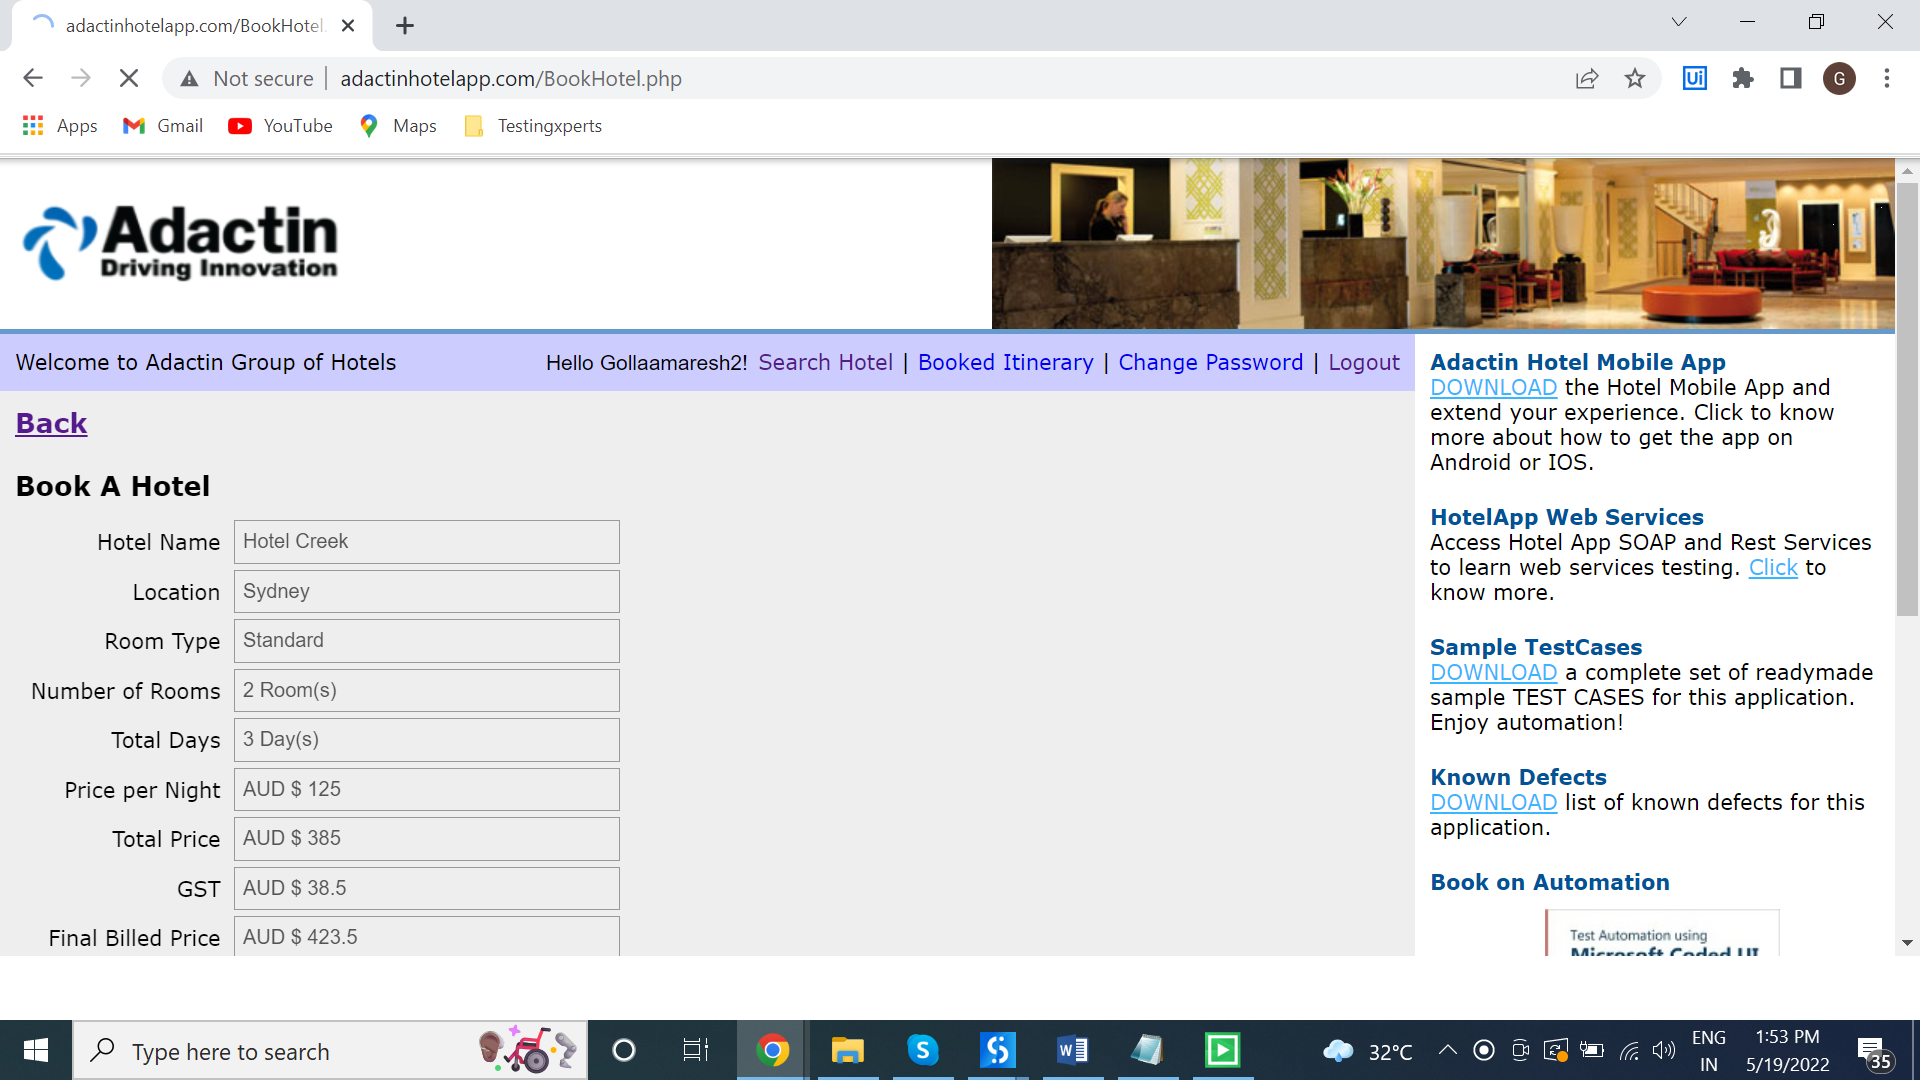 adactinhotelapp.com/BookHotel.
Not secure
adactinhotelapp.com/BookHotel.php
Ui
G
Apps
Gmail
YouTube
Maps
Testingxperts
Adactin
Driving Innovation
Welcome to Adactin Group of Hotels
Hello Gollaamaresh2! Search Hotel | Booked Itinerary | Change Password | Logout
Back
Book A Hotel
Hotel Name Hotel Creek
Location Sydney
Room Type Standard
Number of Rooms 2 Room(s)
Total Days 3 Day(s)
Price per Night AUD $ 125
Total Price AUD $ 385
GST AUD $ 38.5
Final Billed Price AUD $ 423.5
Adactin Hotel Mobile App
DOWNLOAD the Hotel Mobile App and
extend your experience. Click to know
more about how to get the app on
Android or IOS.
HotelApp Web Services
Access Hotel App SOAP and Rest Services
to learn web services testing. Click to
know more.
Sample TestCases
DOWNLOAD a complete set of readymade
sample TEST CASES for this application.
Enjoy automation!
Known Defects
DOWNLOAD list of known defects for this
application.
Book on Automation
Test Automation using
Microsoft Coded UI
Type here to search
32°C
ENG
IN
1:53 PM
5/19/2022
35